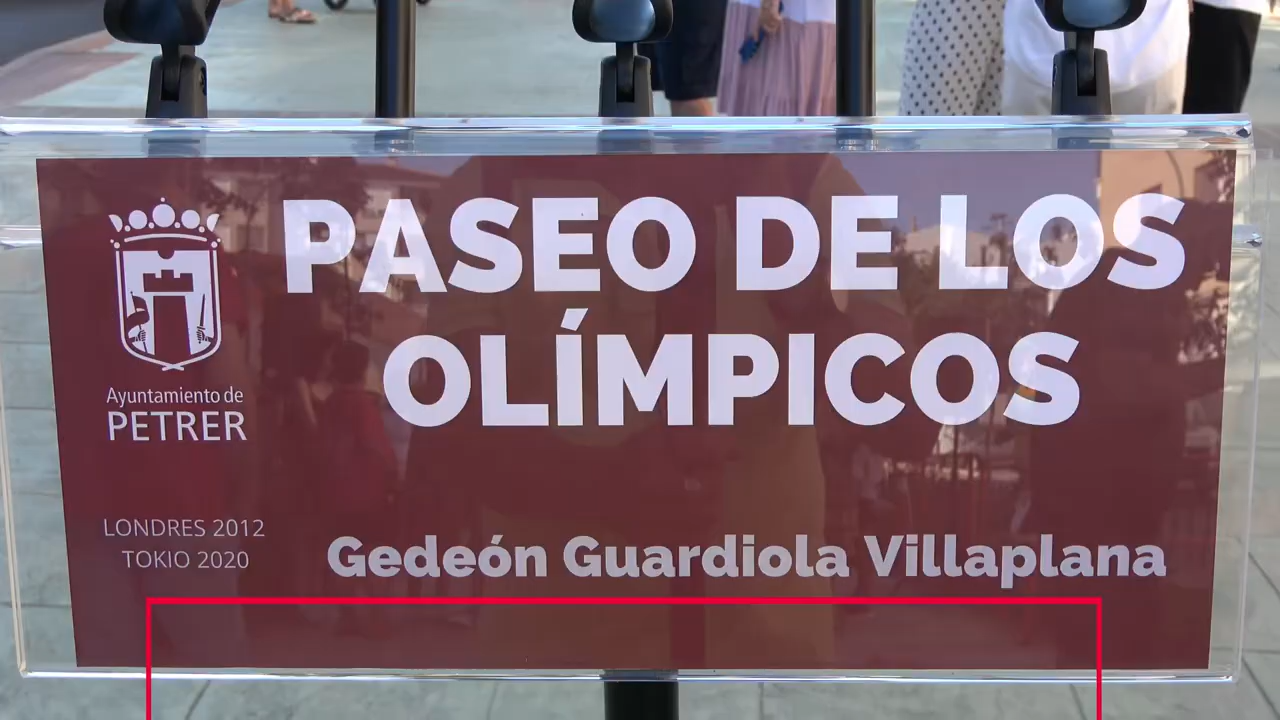 PASEO DE LOS
OLÍMPICOS
Ayuntamiento de
PETRER
LONDRES 2012
TOKIO 2020
Gedeón Guardiola Villaplana